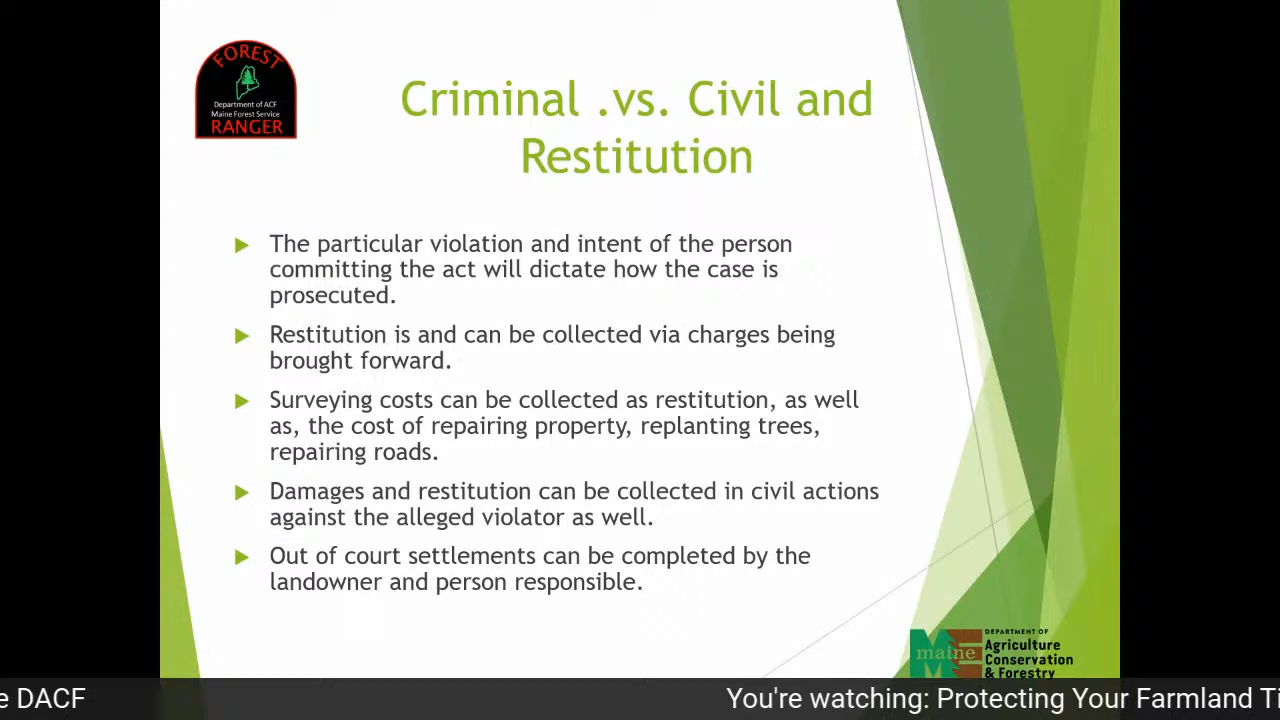 FOREST
Department of ACF
Maine Forest Service
RANGER
Criminal .vs. Civil and
Restitution
The particular violation and intent of the person
committing the act will dictate how the case is
prosecuted.
Restitution is and can be collected via charges being
brought forward.
Surveying costs can be collected as restitution, as well
as, the cost of repairing property, replanting trees,
repairing roads.
Damages and restitution can be collected in civil actions
against the alleged violator as well.
Out of court settlements can be completed by the
landowner and person responsible.
maine
DEPARTMENT OF
Agriculture
Conservation
& Forestry
e DACF
You're watching: Protecting Your Farmland Ti